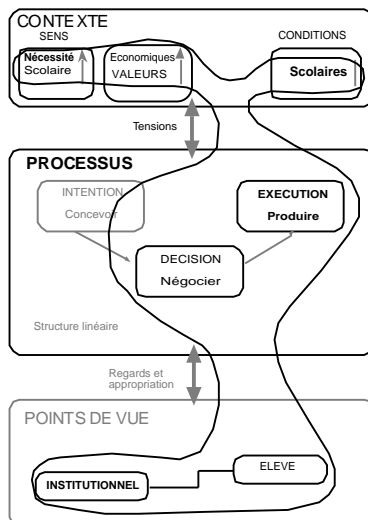 CONTEXTE
SENS
CONDITIONS
Nécessité
Scolaire
Economiques
VALEURS
Scolaires
Tensions
PROCESSUS
INTENTION
Concevoir
EXECUTION
Produire
DECISION
Négocier
Structure linéaire
Regards et
appropriation
POINTS DE VUE
INSTITUTIONNEL
ELEVE